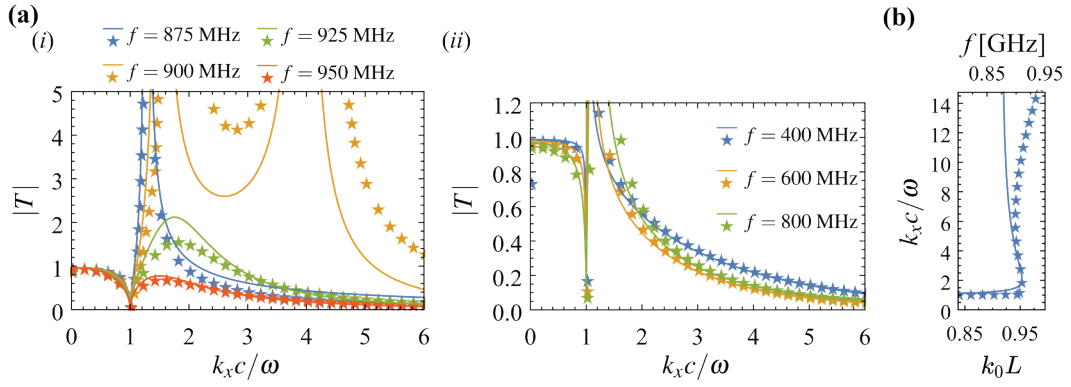 (a)
(i)
f = 875 MHz
f = 925 MHz
f = 900 MHz
f = 950 MHz
|T|
5
4
3
2
1
0
0 1 2 3 4 5 6
k_x c/ω
(ii)
|T|
1.2
1.0
0.8
0.6
0.4
0.2
0.0
f = 400 MHz
f = 600 MHz
f = 800 MHz
0 1 2 3 4 5 6
k_x c/ω
(b)
f [GHz]
0.85 0.95
k_x c/ω
14
12
10
8
6
4
2
0
0.85 0.95
k_0 L